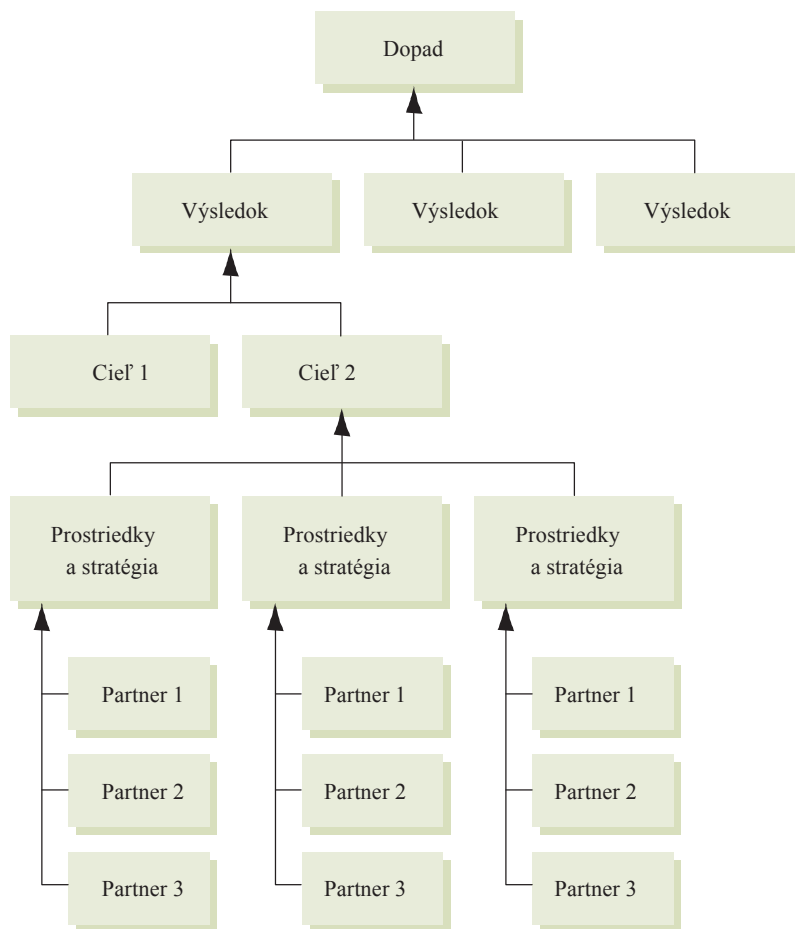 Dopad
Výsledok
Výsledok
Výsledok
Cieľ 1
Cieľ 2
Prostriedky
a stratégia
Prostriedky
a stratégia
Prostriedky
a stratégia
Partner 1
Partner 1
Partner 1
Partner 2
Partner 2
Partner 2
Partner 3
Partner 3
Partner 3